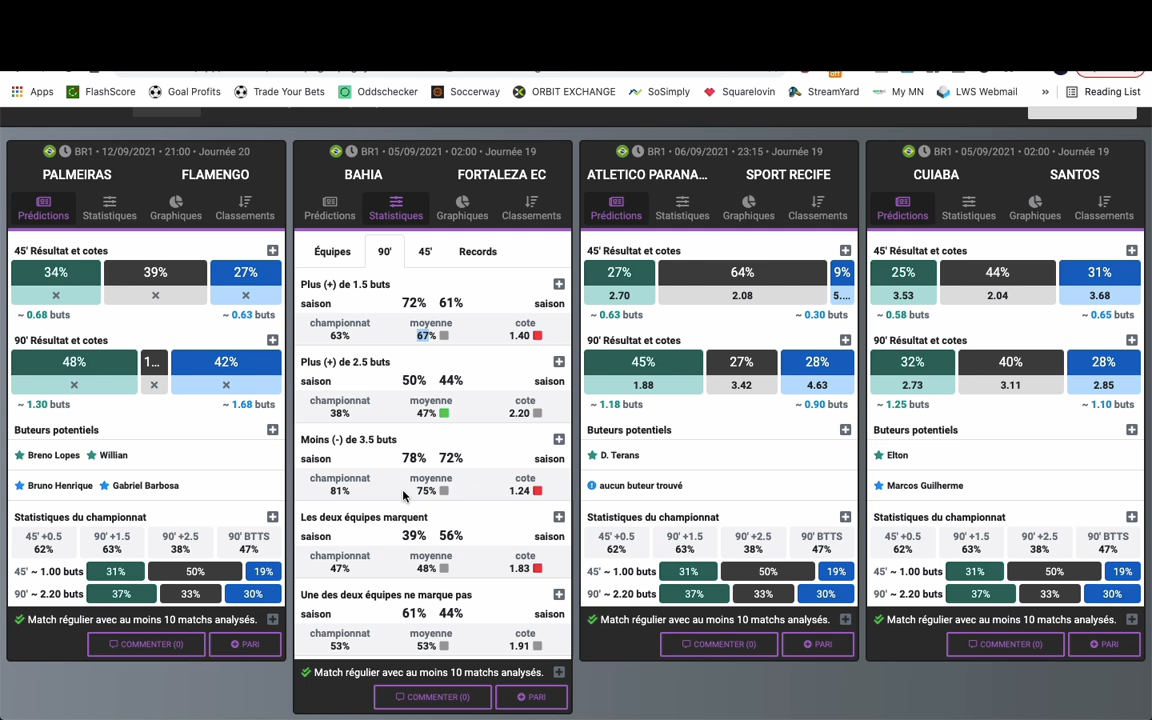 Apps FlashScore Goal Profits Trade Your Bets Oddschecker Soccerway ORBIT EXCHANGE SoSimply Squarelovin StreamYard My MN LWS Webmail » Reading List
BR1 • 12/09/2021 • 21:00 • Journée 20
PALMEIRAS FLAMENGO
Prédictions Statistiques Graphiques Classements
45' Résultat et cotes
34% 39% 27%
× × ×
~ 0.68 buts ~ 0.63 buts
90' Résultat et cotes
48% 1... 42%
× × ×
~ 1.30 buts ~ 1.68 buts
Buteurs potentiels
Breno Lopes Willian
Bruno Henrique Gabriel Barbosa
Statistiques du championnat
45' +0.5 90' +1.5 90' +2.5 90' BTTS
62% 63% 38% 47%
45' ~ 1.00 buts 31% 50% 19%
90' ~ 2.20 buts 37% 33% 30%
Match régulier avec au moins 10 matchs analysés.
COMMENTER (0) PARI
BR1 • 05/09/2021 • 02:00 • Journée 19
BAHIA FORTALEZA EC
Prédictions Statistiques Graphiques Classements
Équipes 90' 45' Records
Plus (+) de 1.5 buts
saison 72% 61% saison
championnat moyenne cote
63% 67% 1.40
Plus (+) de 2.5 buts
saison 50% 44% saison
championnat moyenne cote
38% 47% 2.20
Moins (-) de 3.5 buts
saison 78% 72% saison
championnat moyenne cote
81% 75% 1.24
Les deux équipes marquent
saison 39% 56% saison
championnat moyenne cote
47% 48% 1.83
Une des deux équipes ne marque pas
saison 61% 44% saison
championnat moyenne cote
53% 53% 1.91
Match régulier avec au moins 10 matchs analysés.
COMMENTER (0) PARI
BR1 • 06/09/2021 • 23:15 • Journée 19
ATLETICO PARANA... SPORT RECIFE
Prédictions Statistiques Graphiques Classements
45' Résultat et cotes
27% 64% 9%
2.70 2.08 5....
~ 0.63 buts ~ 0.30 buts
90' Résultat et cotes
45% 27% 28%
1.88 3.42 4.63
~ 1.18 buts ~ 0.90 buts
Buteurs potentiels
D. Terans
aucun buteur trouvé
Statistiques du championnat
45' +0.5 90' +1.5 90' +2.5 90' BTTS
62% 63% 38% 47%
45' ~ 1.00 buts 31% 50% 19%
90' ~ 2.20 buts 37% 33% 30%
Match régulier avec au moins 10 matchs analysés.
COMMENTER (0) PARI
BR1 • 05/09/2021 • 02:00 • Journée 19
CUIABA SANTOS
Prédictions Statistiques Graphiques Classements
45' Résultat et cotes
25% 44% 31%
3.53 2.04 3.68
~ 0.58 buts ~ 0.65 buts
90' Résultat et cotes
32% 40% 28%
2.73 3.11 2.85
~ 1.25 buts ~ 1.10 buts
Buteurs potentiels
Elton
Marcos Guilherme
Statistiques du championnat
45' +0.5 90' +1.5 90' +2.5 90' BTTS
62% 63% 38% 47%
45' ~ 1.00 buts 31% 50% 19%
90' ~ 2.20 buts 37% 33% 30%
Match régulier avec au moins 10 matchs analysés.
COMMENTER (0) PARI